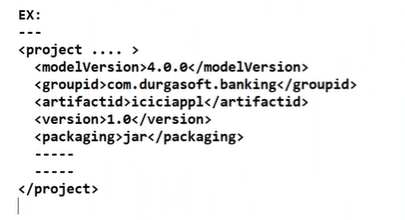 EX:
---
<project .... >
<modelVersion>4.0.0</modelVersion>
<groupid>com.durgasoft.banking</groupid>
<artifactid>iciciappl</artifactid>
<version>1.0</version>
<packaging>jar</packaging>
-----
-----
</project>